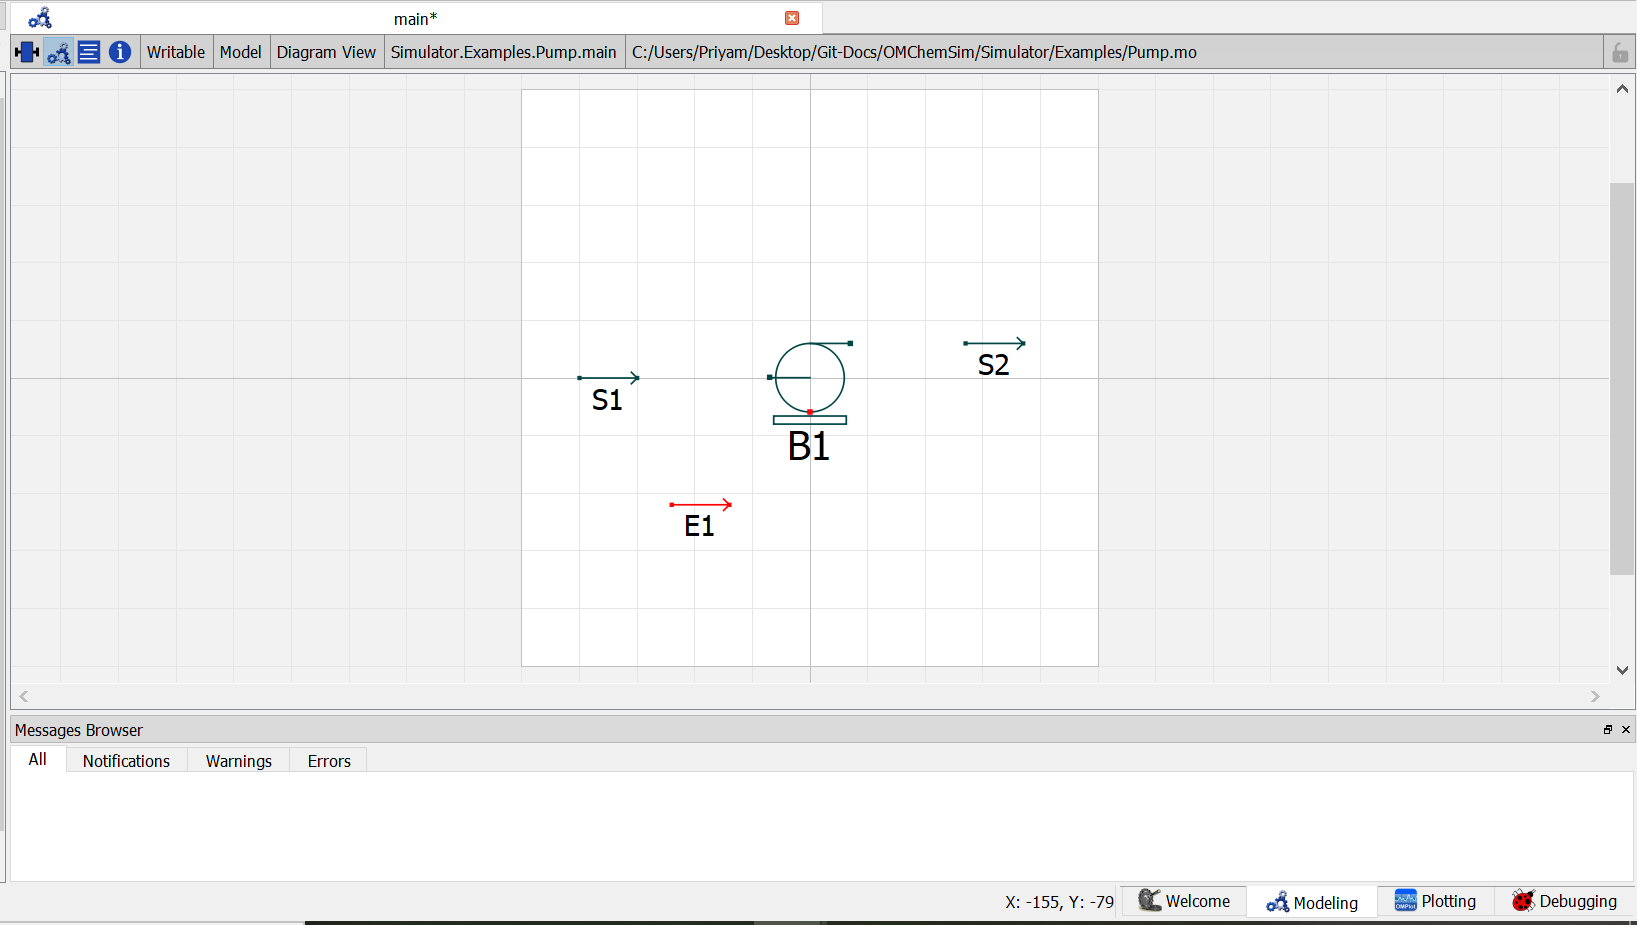 main*
Writable Model Diagram View Simulator.Examples.Pump.main C:/Users/Priyam/Desktop/Git-Docs/OMChemSim/Simulator/Examples/Pump.mo
S2
S1
B1
E1
Messages Browser
All Notifications Warnings Errors
X: -155, Y: -79 Welcome Modeling Plotting Debugging